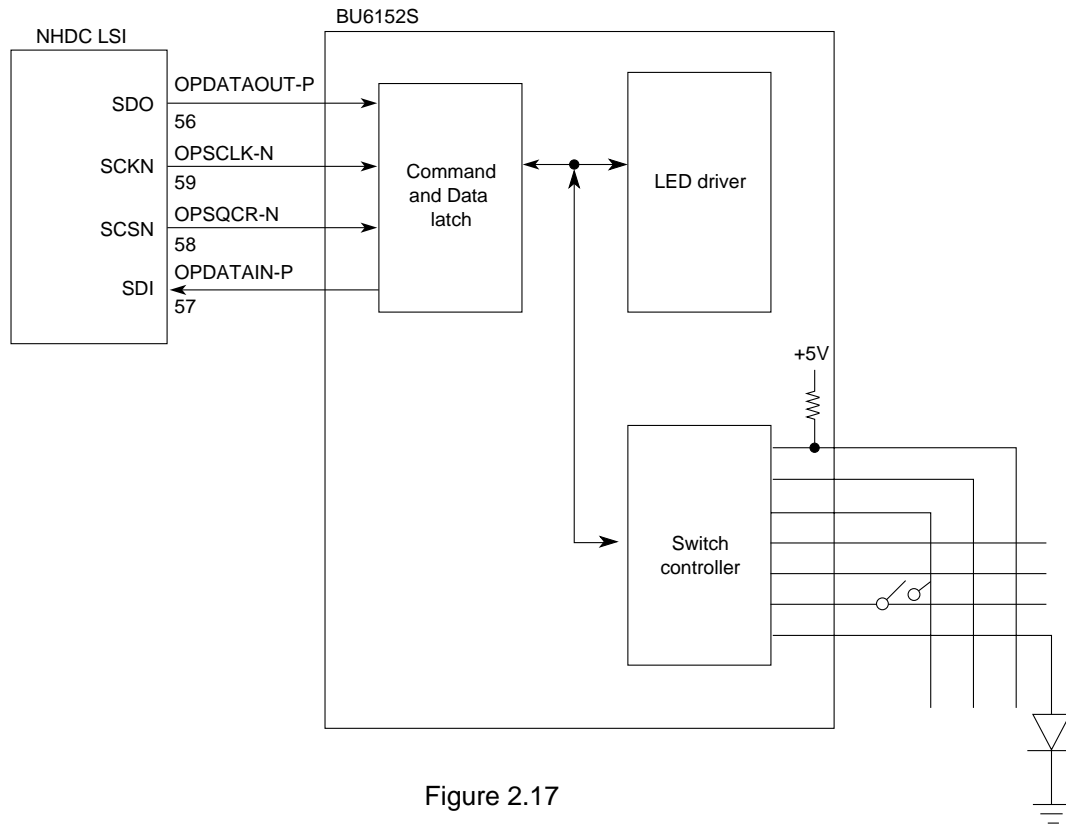 BU6152S
NHDC LSI
OPDATAOUT-P
SDO
56
OPSCLK-N
SCKN
59
OPSQCR-N
SCSN
58
OPDATAIN-P
SDI
57
Command
and Data
latch
LED driver
+5V
Switch
controller
Figure 2.17